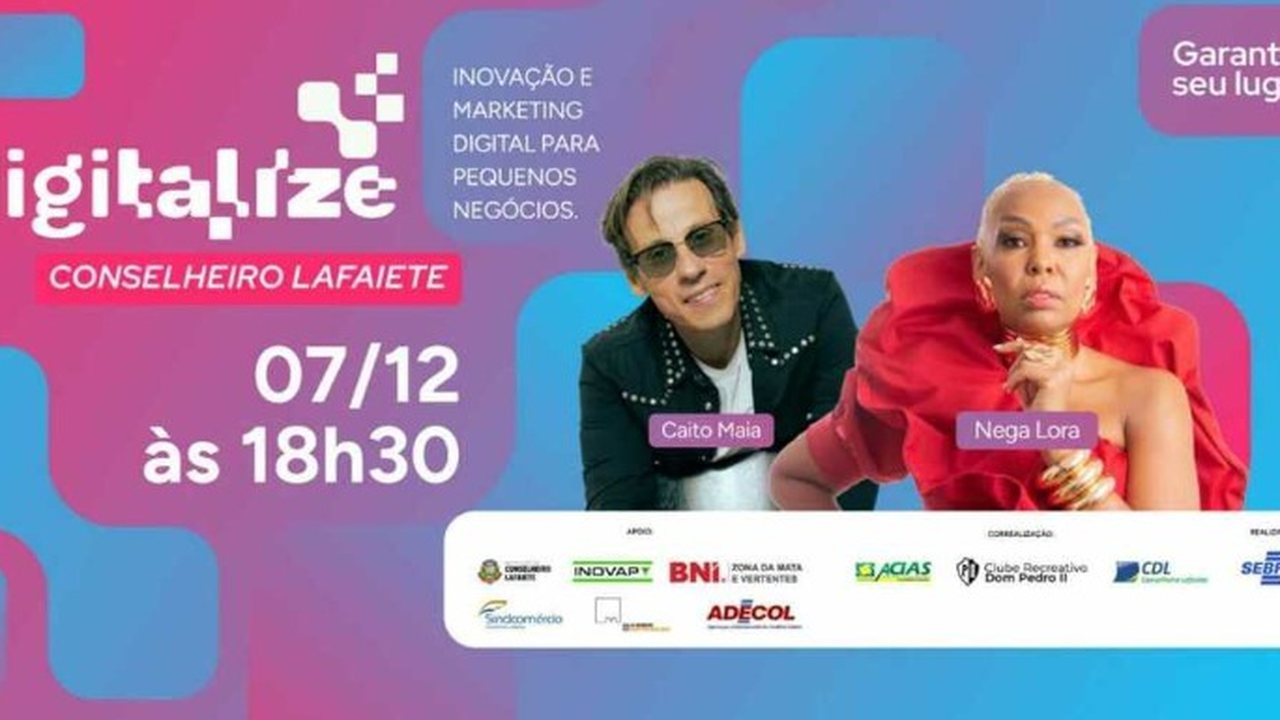 igitalize
CONSELHEIRO LAFAIETE
07/12
às 18h30
INOVAÇÃO E
MARKETING
DIGITAL PARA
PEQUENOS
NEGÓCIOS.
Garant
seu lug
Caito Maia
Nega Lora
APOIO:
CORREALIZAÇÃO:
REALIZ
CONSELHEIRO
LAFAIETE
INOVAP
BNI. ZONA DA MATA
E VERTENTES
ACIAS
Clube Recreativo
Dom Pedro II
CDL
SEBR
Sindcomércio
ADECOL